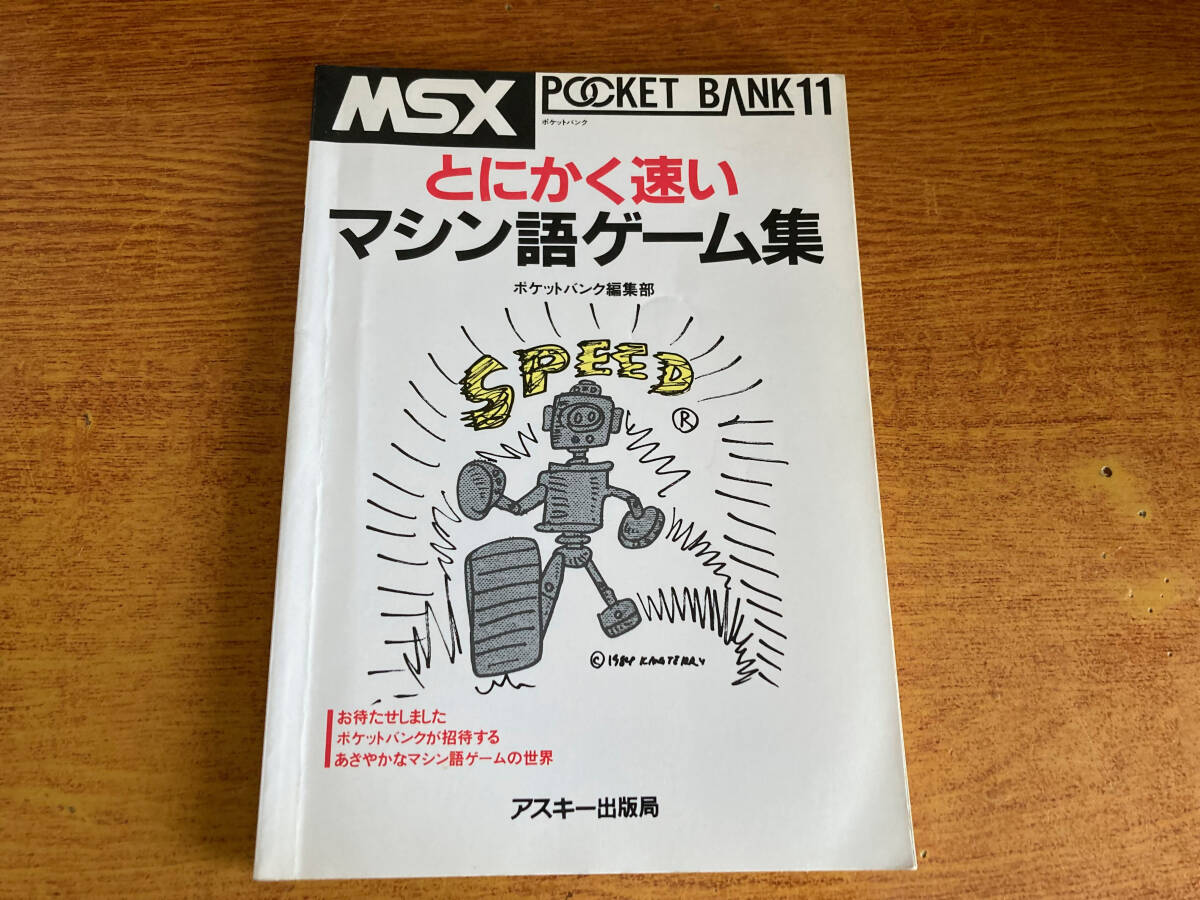 MSX
POCKET BANK11
ポケットバンク
とにかく速い
マシン語ゲーム集
ポケットバンク編集部
SPEED
®
© 1984
お待たせしました
ポケットバンクが招待する
あざやかなマシン語ゲームの世界
アスキー出版局